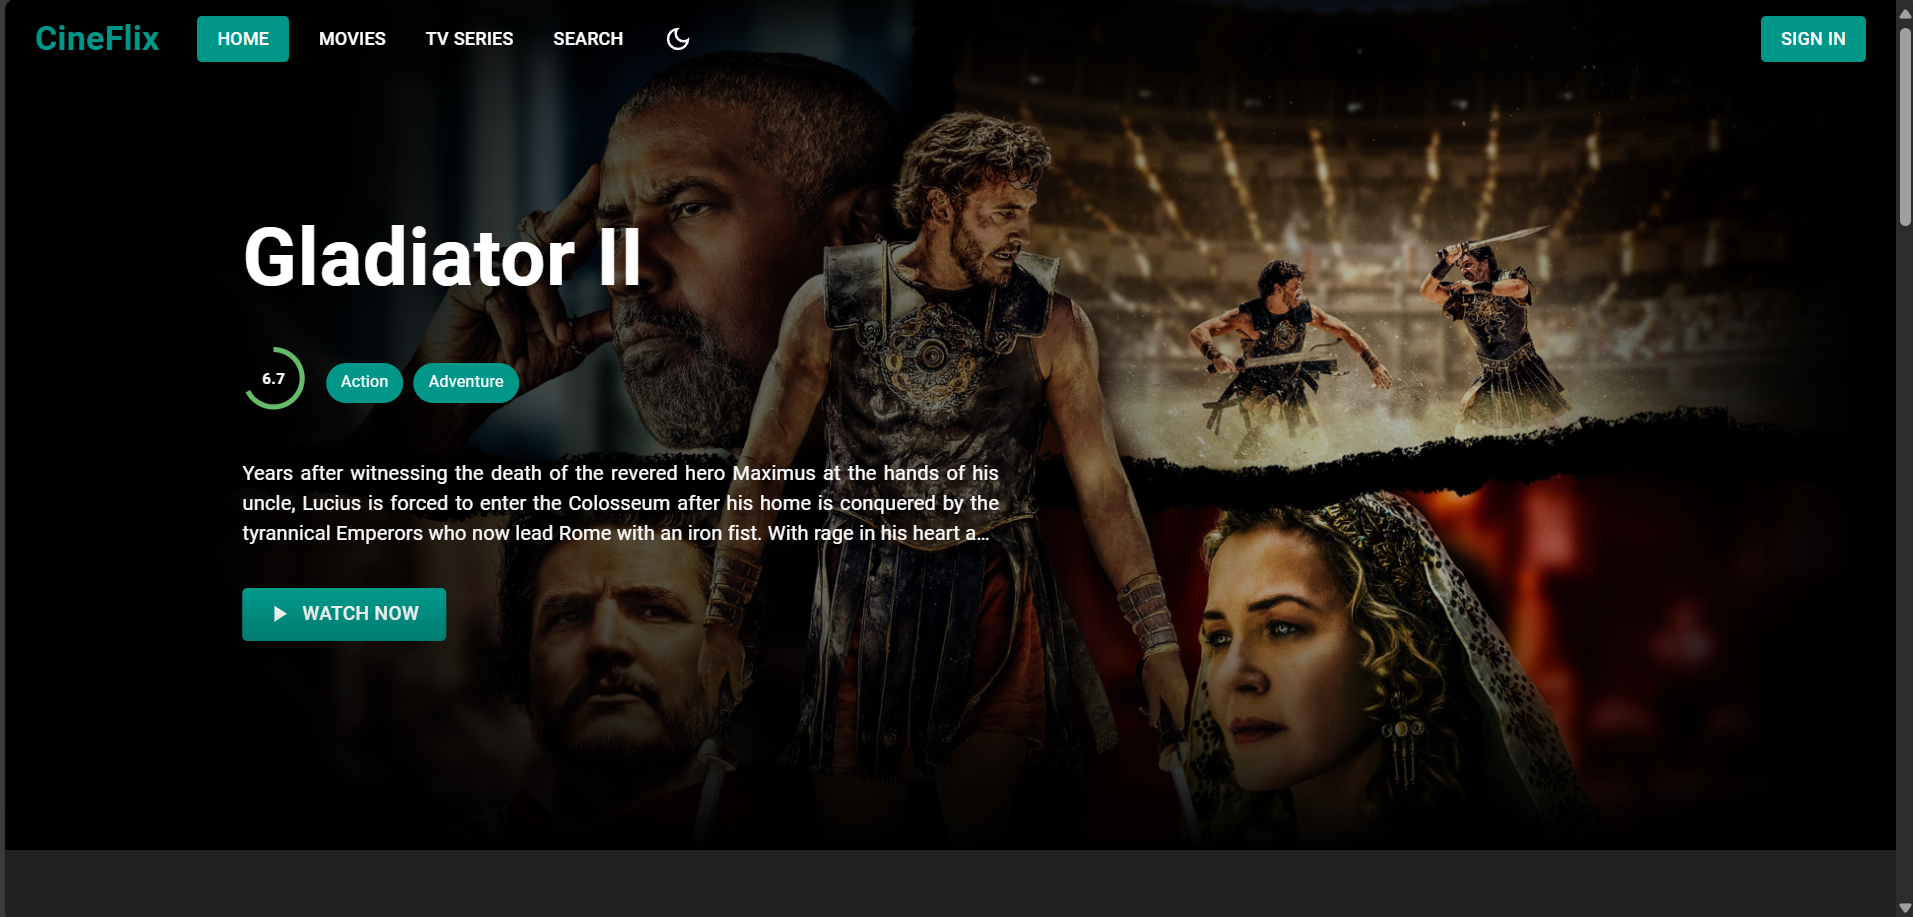 CineFlix HOME MOVIES TV SERIES SEARCH SIGN IN
Gladiator II
6.7 Action Adventure
Years after witnessing the death of the revered hero Maximus at the hands of his
uncle, Lucius is forced to enter the Colosseum after his home is conquered by the
tyrannical Emperors who now lead Rome with an iron fist. With rage in his heart a...
WATCH NOW